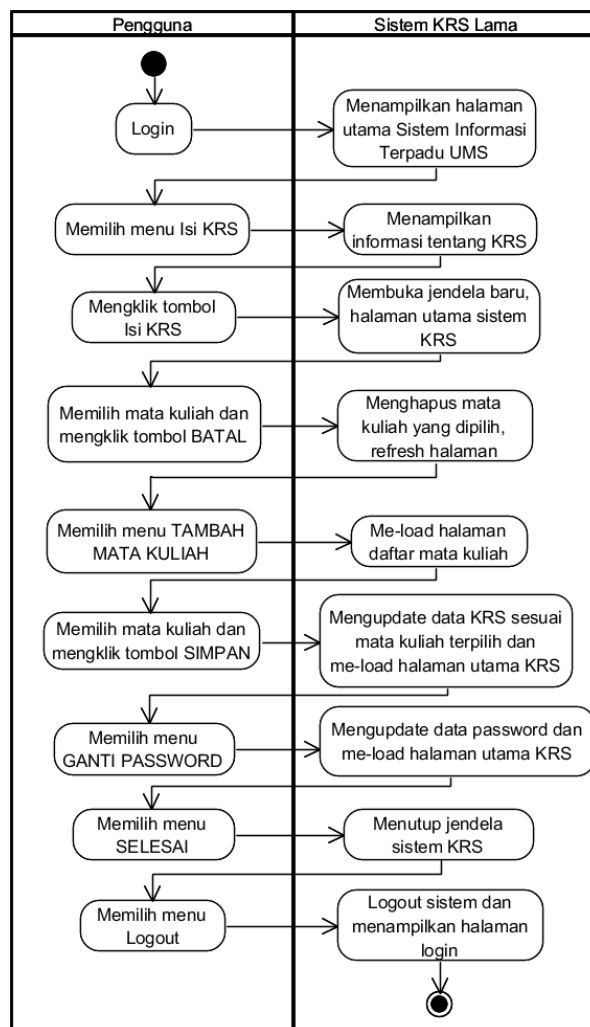 Pengguna
Sistem KRS Lama
Login
Menampilkan halaman
utama Sistem Informasi
Terpadu UMS
Memilih menu Isi KRS
Menampilkan
informasi tentang KRS
Mengklik tombol
Isi KRS
Membuka jendela baru,
halaman utama sistem
KRS
Memilih mata kuliah dan
mengklik tombol BATAL
Menghapus mata
kuliah yang dipilih,
refresh halaman
Memilih menu TAMBAH
MATA KULIAH
Me-load halaman
daftar mata kuliah
Memilih mata kuliah dan
mengklik tombol SIMPAN
Mengupdate data KRS sesuai
mata kuliah terpilih dan
me-load halaman utama KRS
Memilih menu
GANTI PASSWORD
Mengupdate data password dan
me-load halaman utama KRS
Memilih menu
SELESAI
Menutup jendela
sistem KRS
Memilih menu
Logout
Logout sistem dan
menampilkan halaman
login